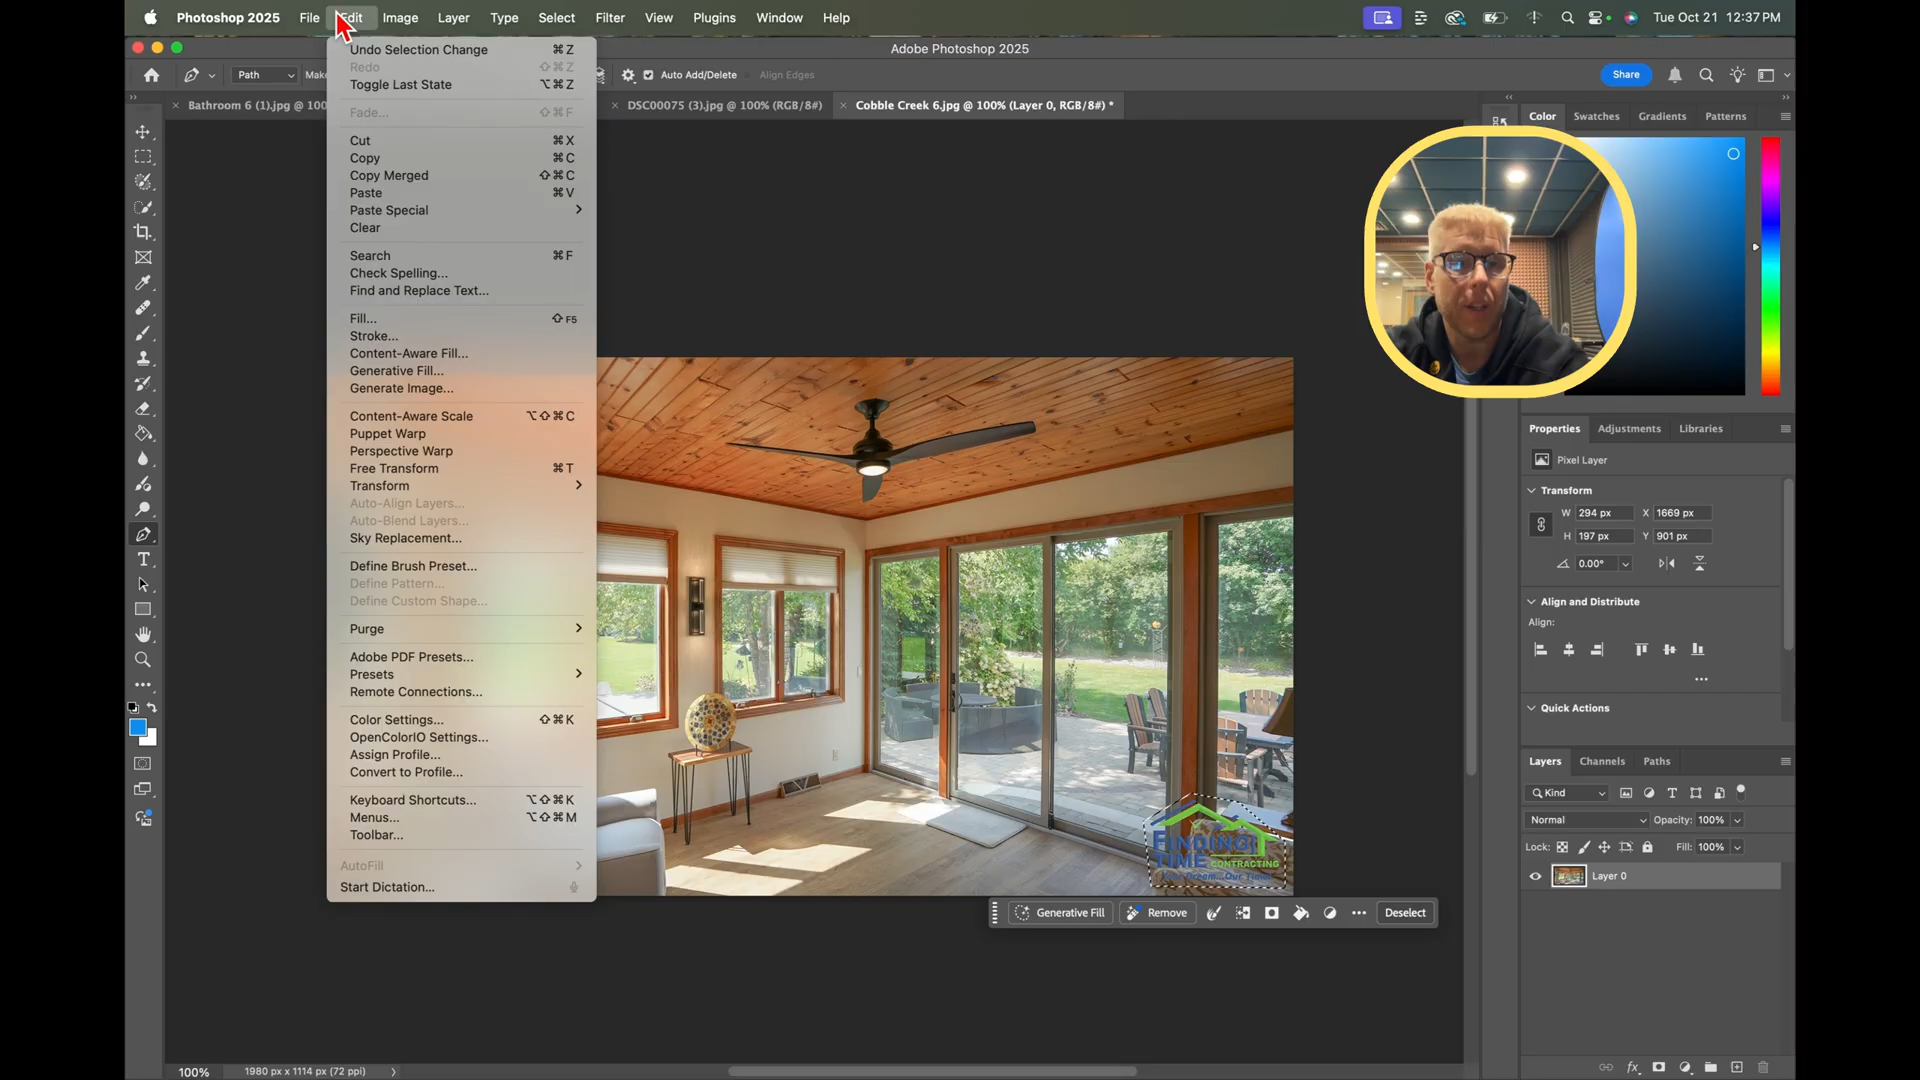 Photoshop 2025 File Edit Image Layer Type Select Filter View Plugins Window Help Tue Oct 21 12:37 PM
Adobe Photoshop 2025
Path Auto Add/Delete Align Edges Share
Bathroom 6 (1).jpg @ 100 DSC00075 (3).jpg @ 100% (RGB/8#) Cobble Creek 6.jpg @ 100% (Layer 0, RGB/8#) *
Undo Selection Change ⌘Z
Redo ⇧⌘Z
Toggle Last State ⌥⌘Z
Fade... ⇧⌘F
Cut ⌘X
Copy ⌘C
Copy Merged ⇧⌘C
Paste ⌘V
Paste Special
Clear
Search ⌘F
Check Spelling...
Find and Replace Text...
Fill... ⇧F5
Stroke...
Content-Aware Fill...
Generative Fill...
Generate Image...
Content-Aware Scale ⌥⇧⌘C
Puppet Warp
Perspective Warp
Free Transform ⌘T
Transform
Auto-Align Layers...
Auto-Blend Layers...
Sky Replacement...
Define Brush Preset...
Define Pattern...
Define Custom Shape...
Purge
Adobe PDF Presets...
Presets
Remote Connections...
Color Settings... ⇧⌘K
OpenColorIO Settings...
Assign Profile...
Convert to Profile...
Keyboard Shortcuts... ⌥⇧⌘K
Menus... ⌥⇧⌘M
Toolbar...
AutoFill
Start Dictation...
FINDING
TIME CONTRACTING
Your Dream...Our Time!
Generative Fill Remove Deselect
Color Swatches Gradients Patterns
Properties Adjustments Libraries
Pixel Layer
Transform
W 294 px X 1669 px
H 197 px Y 901 px
0.00°
Align and Distribute
Align:
Quick Actions
Layers Channels Paths
Kind
Normal Opacity: 100%
Lock: Fill: 100%
Layer 0
100% 1980 px x 1114 px (72 ppi)